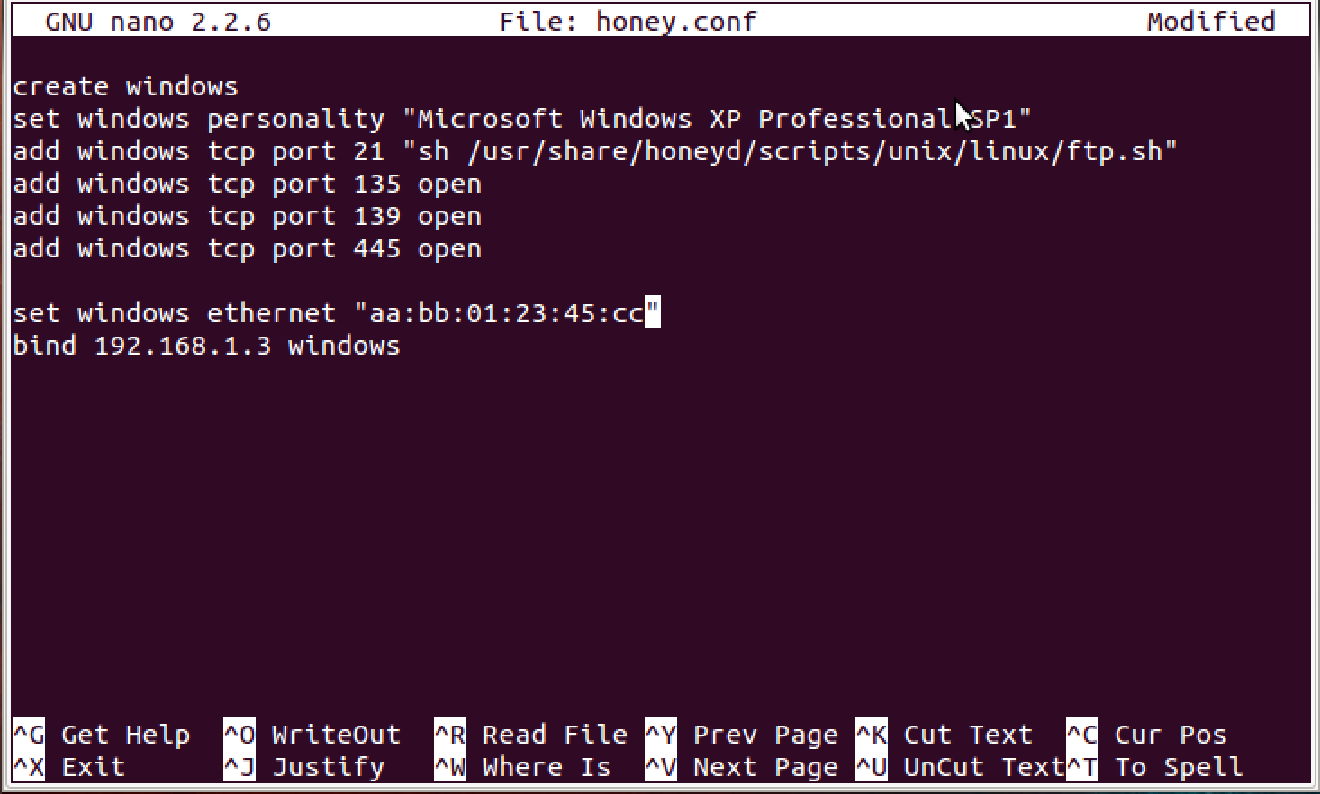 GNU nano 2.2.6 File: honey.conf Modified
create windows
set windows personality "Microsoft Windows XP Professional SP1"
add windows tcp port 21 "sh /usr/share/honeyd/scripts/unix/linux/ftp.sh"
add windows tcp port 135 open
add windows tcp port 139 open
add windows tcp port 445 open
set windows ethernet "aa:bb:01:23:45:cc"
bind 192.168.1.3 windows
^G Get Help ^O WriteOut ^R Read File ^Y Prev Page ^K Cut Text ^C Cur Pos
^X Exit ^J Justify ^W Where Is ^V Next Page ^U UnCut Text^T To Spell